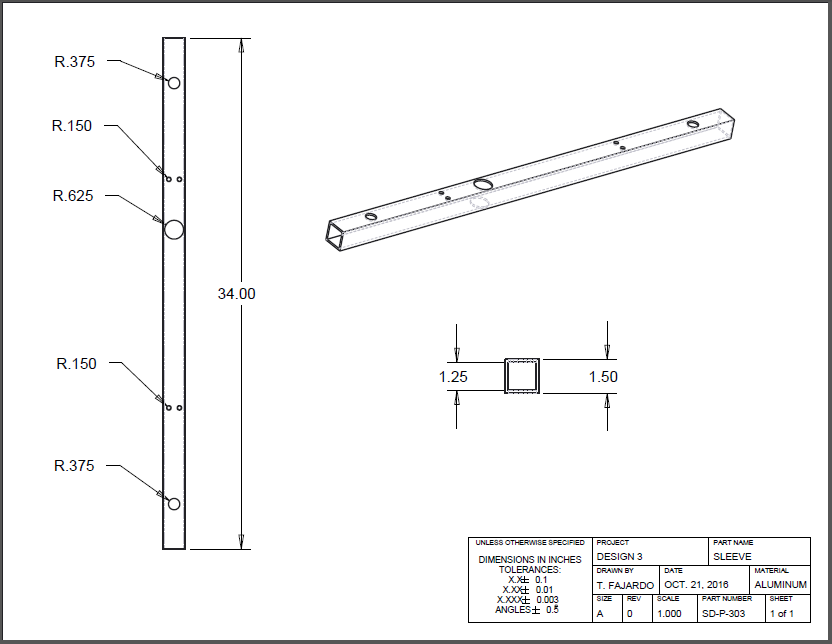 R.375
R.150
R.625
34.00
R.150
1.25
1.50
R.375
UNLESS OTHERWISE SPECIFIED
DIMENSIONS IN INCHES
TOLERANCES:
X.X± 0.1
X.XX± 0.01
X.XXX± 0.003
ANGLES± 0.5
PROJECT
DESIGN 3
PART NAME
SLEEVE
DRAWN BY
T. FAJARDO
DATE
OCT. 21, 2016
MATERIAL
ALUMINUM
SIZE
A
REV
0
SCALE
1.000
PART NUMBER
SD-P-303
SHEET
1 of 1